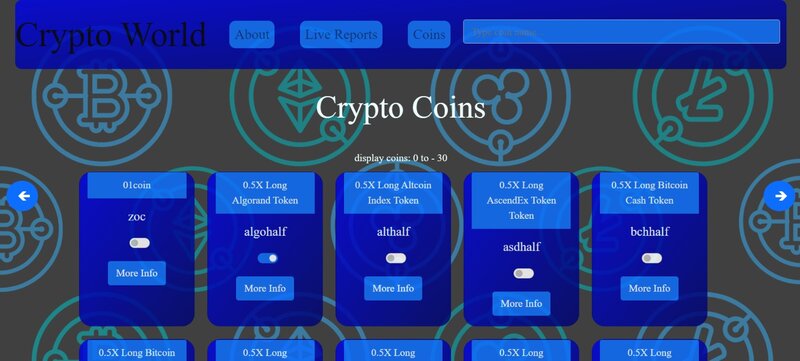 Crypto World
About
Live Reports
Coins
Type coin name...
Crypto Coins
display coins: 0 to - 30
01coin
zoc
More Info
0.5X Long
Algorand Token
algohalf
More Info
0.5X Long Altcoin
Index Token
althalf
More Info
0.5X Long
AscendEx Token
Token
asdhalf
More Info
0.5X Long Bitcoin
Cash Token
bchhalf
More Info
0.5X Long Bitcoin
0.5X Long
0.5X Long
0.5X Long
0.5X Long